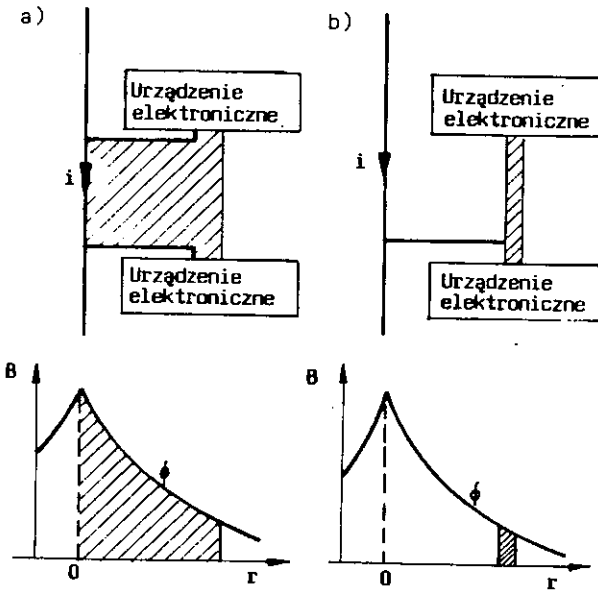 a)
Urządzenie
elektroniczne
i
Urządzenie
elektroniczne
b)
Urządzenie
elektroniczne
i
Urządzenie
elektroniczne
B
ϕ
0
r
B
ϕ
0
r